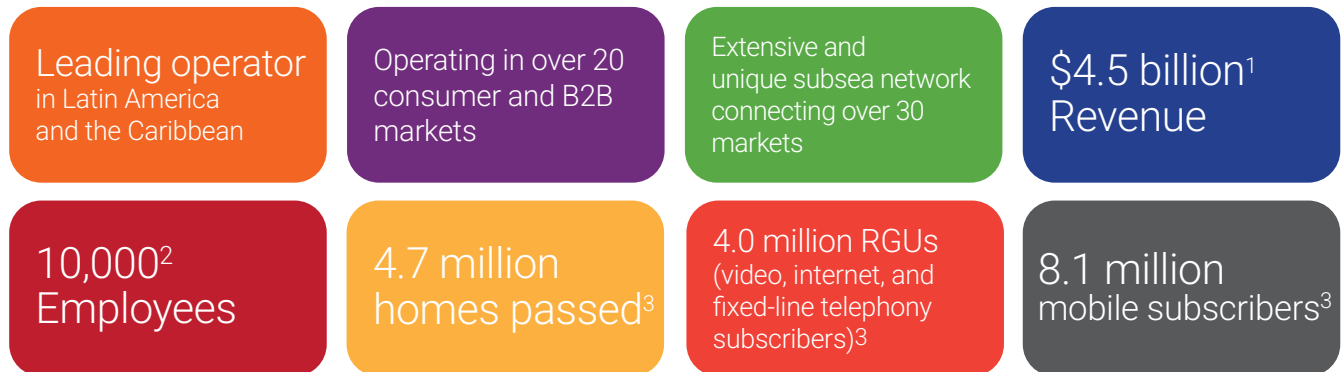 Leading operator
in Latin America
and the Caribbean
Operating in over 20
consumer and B2B
markets
Extensive and
unique subsea network
connecting over 30
markets
$4.5 billion¹
Revenue
10,000²
Employees
4.7 million
homes passed³
4.0 million RGUs
(video, internet, and
fixed-line telephony
subscribers)³
8.1 million
mobile subscribers³